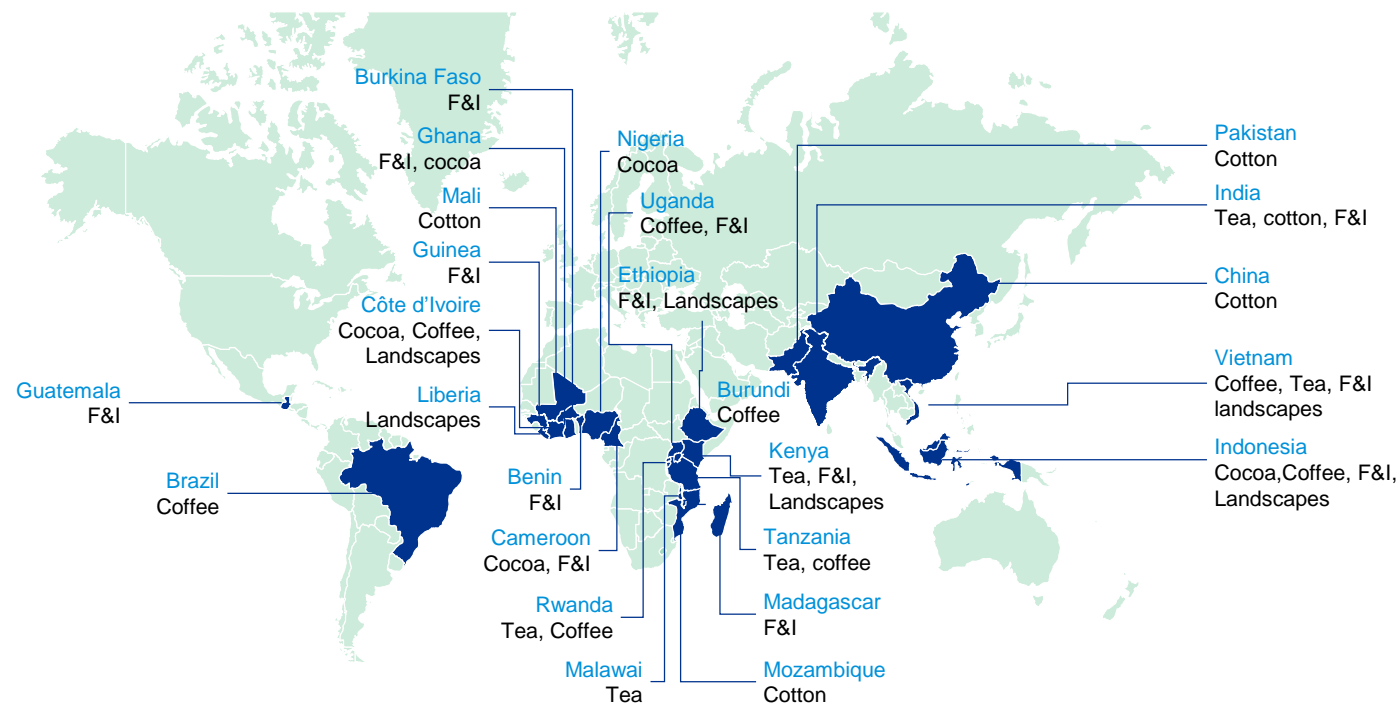 Burkina Faso
F&I
Ghana
F&I, cocoa
Mali
Cotton
Guinea
F&I
Côte d’Ivoire
Cocoa, Coffee,
Landscapes
Liberia
Landscapes
Guatemala
F&I
Brazil
Coffee
Benin
F&I
Cameroon
Cocoa, F&I
Rwanda
Tea, Coffee
Malawai
Tea
Nigeria
Cocoa
Uganda
Coffee, F&I
Ethiopia
F&I, Landscapes
Burundi
Coffee
Kenya
Tea, F&I,
Landscapes
Tanzania
Tea, coffee
Madagascar
F&I
Mozambique
Cotton
Pakistan
Cotton
India
Tea, cotton, F&I
China
Cotton
Vietnam
Coffee, Tea, F&I
landscapes
Indonesia
Cocoa,Coffee, F&I,
Landscapes